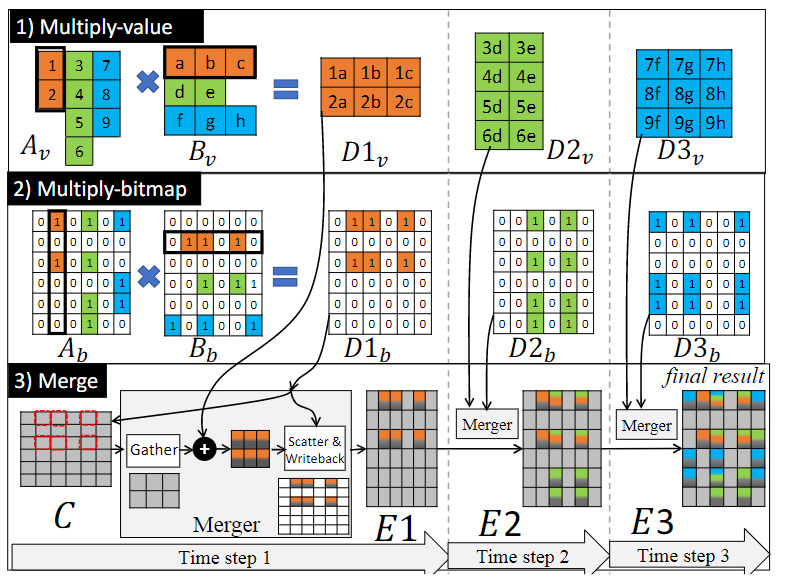 1) Multiply-value
1 3 7
2 4 8
5 9
6
A_v
a b c
d e
f g h
B_v
1a 1b 1c
2a 2b 2c
D1_v
3d 3e
4d 4e
5d 5e
6d 6e
D2_v
7f 7g 7h
8f 8g 8h
9f 9g 9h
D3_v
2) Multiply-bitmap
0 1 0 1 0 1
0 0 0 0 0 0
0 1 0 1 0 0
0 0 0 0 0 1
0 0 0 1 0 1
0 0 0 1 0 0
A_b
0 0 0 0 0 0
0 1 1 0 1 0
0 0 0 0 0 0
0 0 1 0 1 1
0 0 0 0 0 0
1 0 1 0 0 1
B_b
0 1 1 0 1 0
0 0 0 0 0 0
0 1 1 0 1 0
0 0 0 0 0 0
0 0 0 0 0 0
0 0 0 0 0 0
D1_b
0 0 1 0 1 0
0 0 0 0 0 0
0 0 1 0 1 0
0 0 0 0 0 0
0 0 1 0 1 0
0 0 1 0 1 0
D2_b
1 0 1 0 0 1
0 0 0 0 0 0
0 0 0 0 0 0
1 0 1 0 0 1
1 0 1 0 0 1
0 0 0 0 0 0
D3_b
3) Merge
C
Gather
+
Scatter &
Writeback
Merger
E1
Merger
E2
final result
Merger
E3
Time step 1
Time step 2
Time step 3